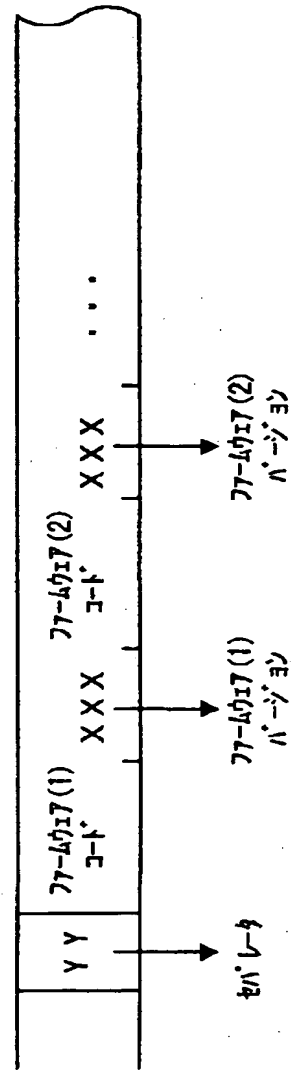 YY
ﾌｧｰﾑｳｪｱ(1)
ｺｰﾄﾞ
XXX
ﾌｧｰﾑｳｪｱ(2)
ｺｰﾄﾞ
XXX
...
ｾﾊﾟﾚｰﾀ
ﾌｧｰﾑｳｪｱ(1)
ﾊﾞｰｼﾞｮﾝ
ﾌｧｰﾑｳｪｱ(2)
ﾊﾞｰｼﾞｮﾝ